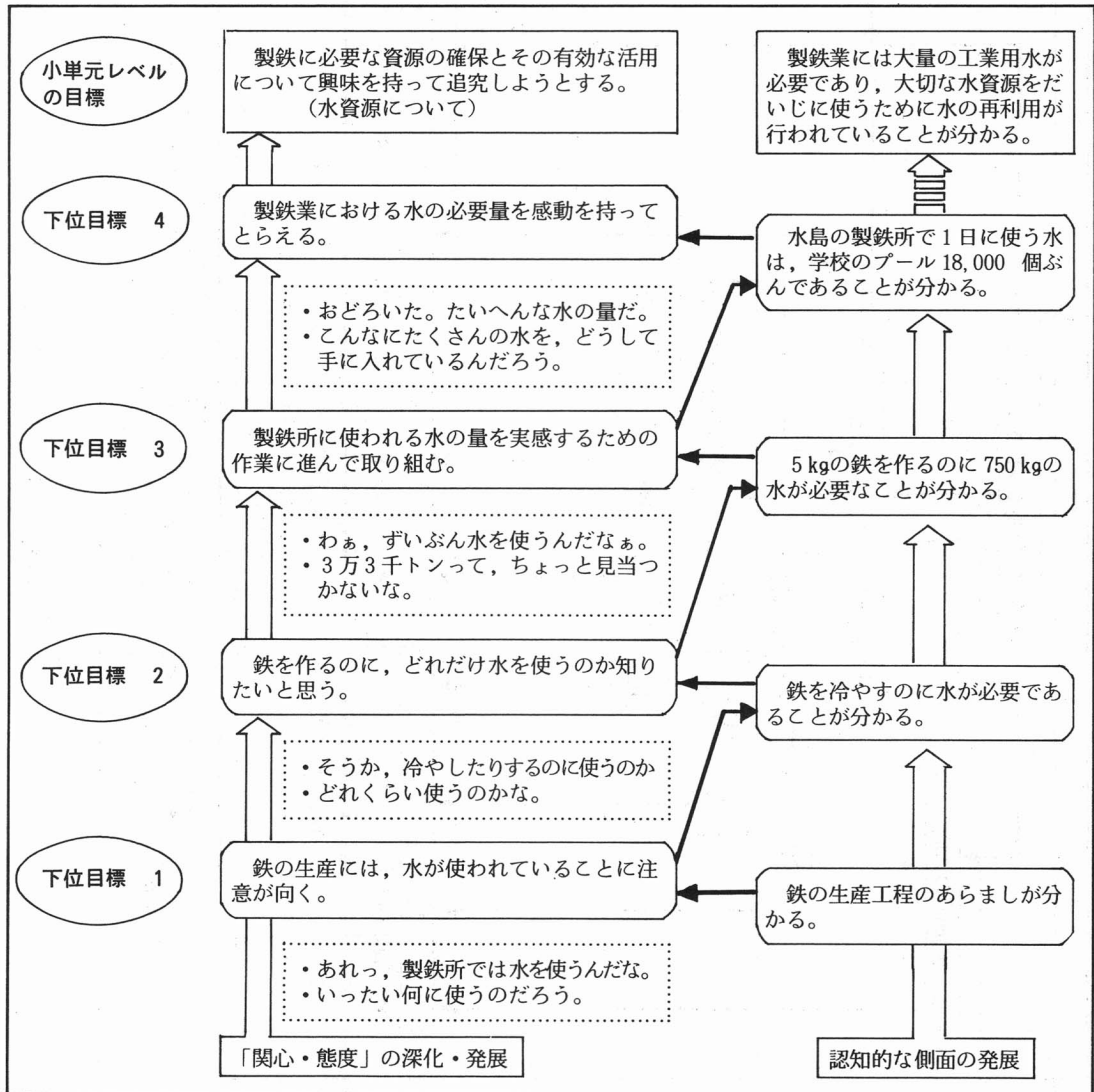 小単元レベル
の目標
製鉄に必要な資源の確保とその有効な活用
について興味を持って追究しようとする。
(水資源について)
製鉄業には大量の工業用水が
必要であり,大切な水資源をだ
いじに使うために水の再利用が
行われていることが分かる。
下位目標 4
製鉄業における水の必要量を感動を持って
とらえる。
水島の製鉄所で1日に使う水
は,学校のプール18,000 個ぶ
んであることが分かる。
・おどろいた。たいへんな水の量だ。
・こんなにたくさんの水を,どうして
手に入れているんだろう。
下位目標 3
製鉄所に使われる水の量を実感するための
作業に進んで取り組む。
5kgの鉄を作るのに750kgの
水が必要なことが分かる。
・わぁ,ずいぶん水を使うんだなぁ。
・3万3千トンって,ちょっと見当つ
かないな。
下位目標 2
鉄を作るのに,どれだけ水を使うのか知り
たいと思う。
鉄を冷やすのに水が必要であ
ることが分かる。
・そうか,冷やしたりするのに使うのか
・どれくらい使うのかな。
下位目標 1
鉄の生産には,水が使われていることに注
意が向く。
鉄の生産工程のあらましが分
かる。
・あれっ,製鉄所では水を使うんだな。
・いったい何に使うのだろう。
「関心・態度」の深化・発展
認知的な側面の発展